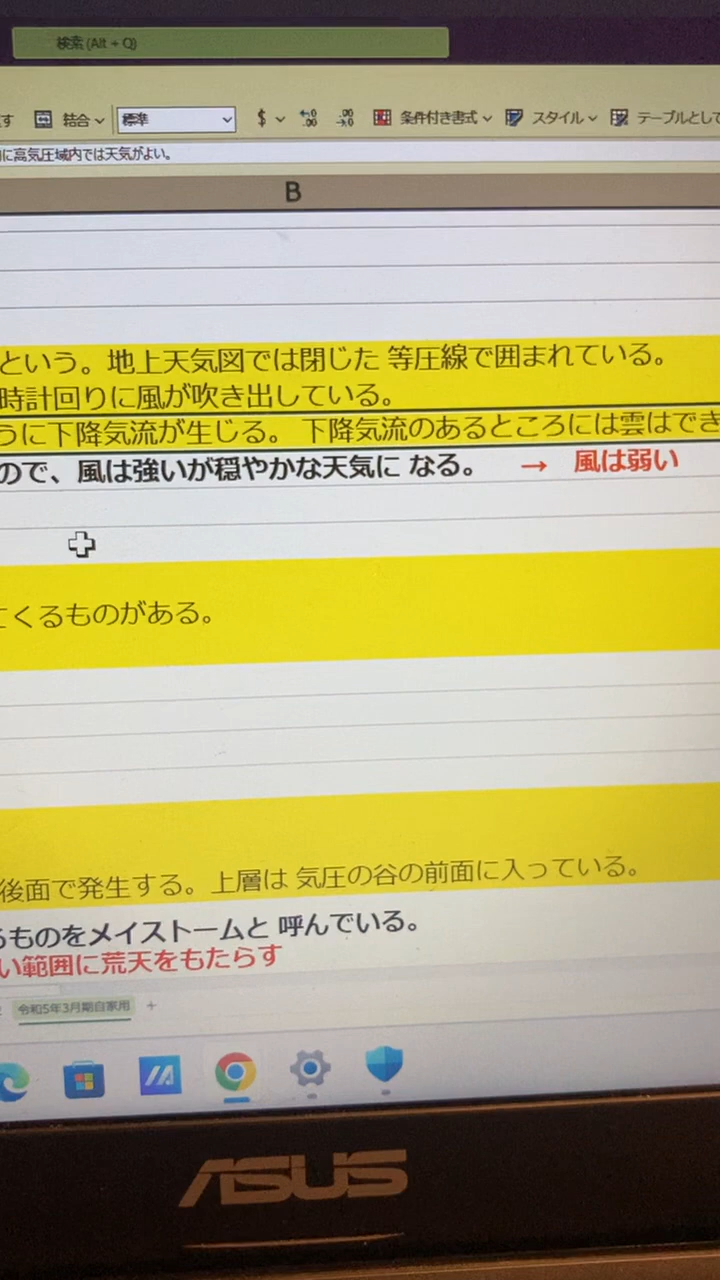 検索 (Alt + Q)
す 結合 標準 $ 条件付き書式 スタイル テーブルとして
に高気圧域内では天気がよい。
B
という。地上天気図では閉じた 等圧線で囲まれている。
時計回りに風が吹き出している。
うに下降気流が生じる。 下降気流のあるところには雲はでき
ので、風は強いが穏やかな天気に なる。 → 風は弱い
てくるものがある。
後面で発生する。上層は 気圧の谷の前面に入っている。
るものをメイストームと 呼んでいる。
い範囲に荒天をもたらす
令和5年3月期自家用 +
ASUS